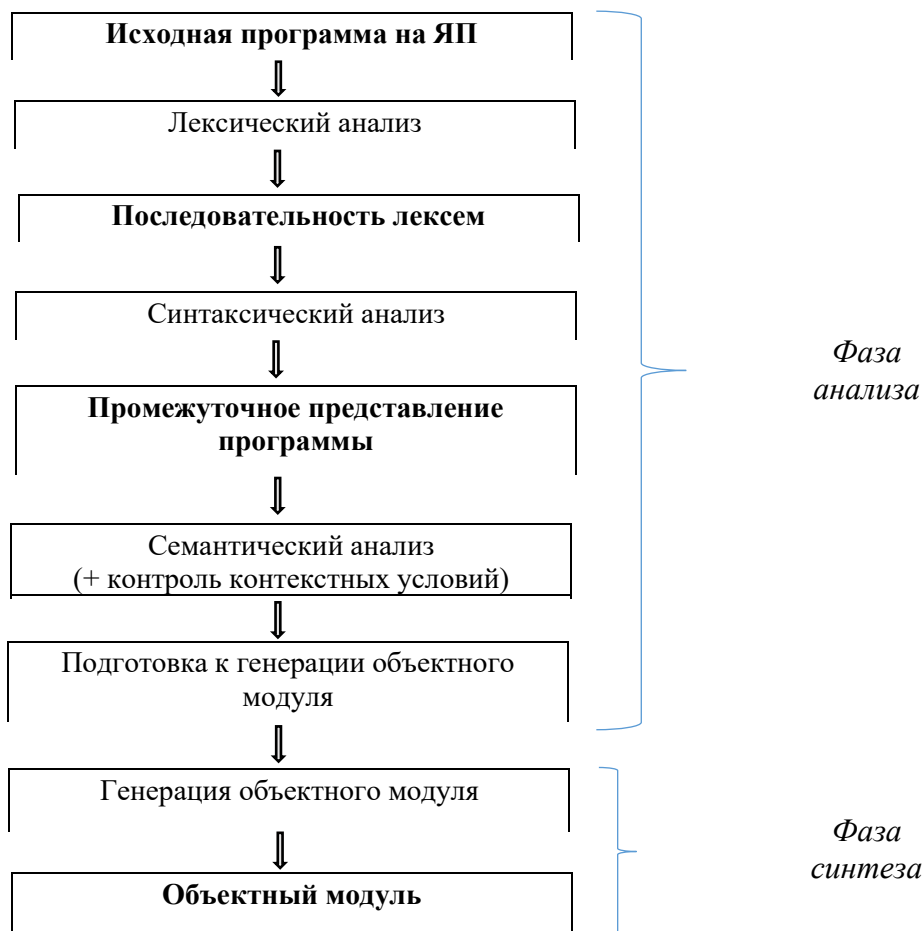 Исходная программа на ЯП
Лексический анализ
Последовательность лексем
Синтаксический анализ
Фаза
анализа
Промежуточное представление
программы
Семантический анализ
(+ контроль контекстных условий)
Подготовка к генерации объектного
модуля
Генерация объектного модуля
Фаза
синтеза
Объектный модуль